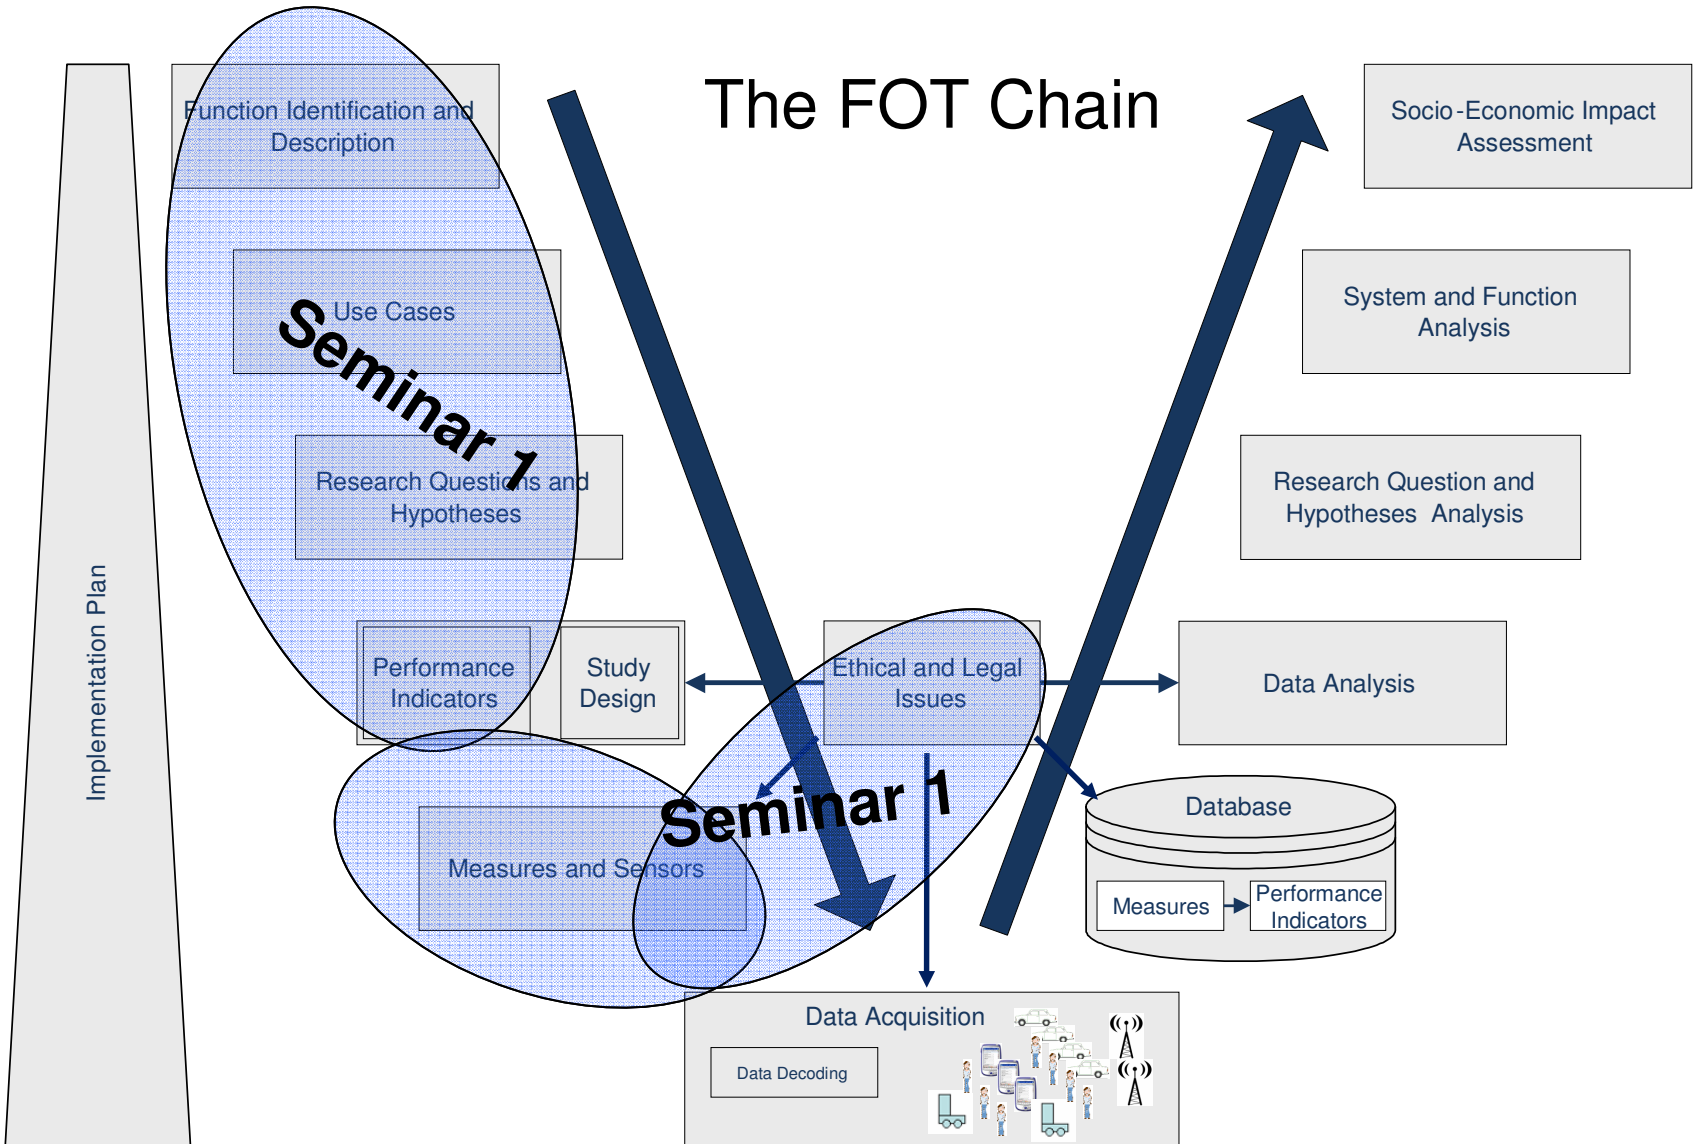 The FOT Chain
Function Identification and
Description
Use Cases
Seminar 1
Research Questions and
Hypotheses
Performance
Indicators
Study
Design
Implementation Plan
Measures and Sensors
Ethical and Legal
Issues
Seminar 1
Data Acquisition
Data Decoding
Socio-Economic Impact
Assessment
System and Function
Analysis
Research Question and
Hypotheses Analysis
Data Analysis
Database
Measures
Performance
Indicators